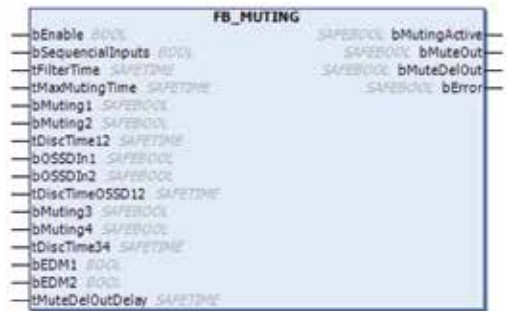 FB_MUTING
bEnable BOOL
bSequencialInputs BOOL
tFilterTime SAFETIME
tMaxMutingTime SAFETIME
bMuting1 SAFEBOOL
bMuting2 SAFEBOOL
tDiscTime12 SAFETIME
bOSSDIn1 SAFEBOOL
bOSSDIn2 SAFEBOOL
tDiscTimeOSSD12 SAFETIME
bMuting3 SAFEBOOL
bMuting4 SAFEBOOL
tDiscTime34 SAFETIME
bEDM1 BOOL
bEDM2 BOOL
tMuteDelOutDelay SAFETIME
SAFEBOOL bMutingActive
SAFEBOOL bMuteOut
SAFEBOOL bMuteDelOut
SAFEBOOL bError